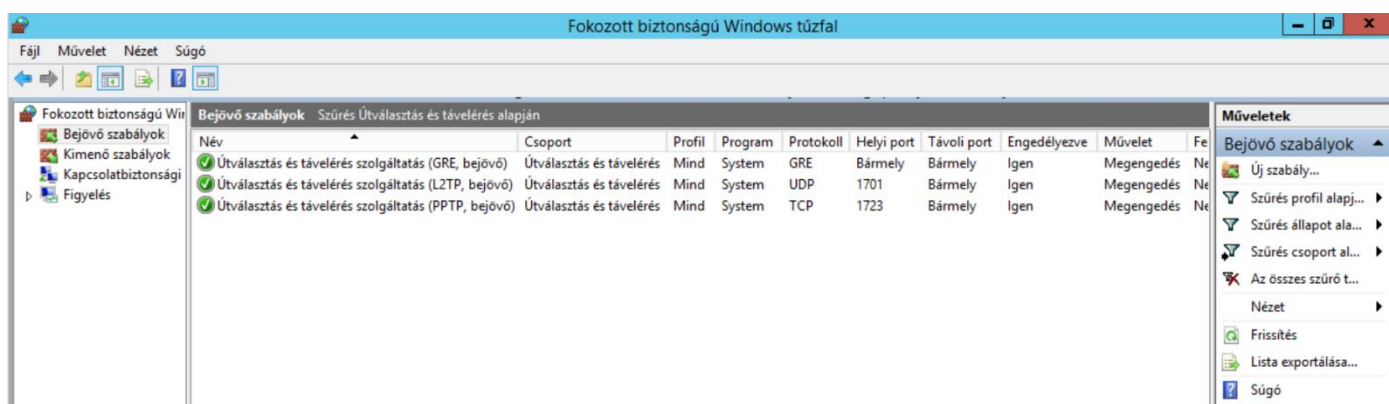 Fokozott biztonságú Windows tűzfal
Fájl Művelet Nézet Súgó
Fokozott biztonságú Wir
Bejövő szabályok
Kimenő szabályok
Kapcsolatbiztonsági
Figyelés
Bejövő szabályok Szűrés Útválasztás és távelérés alapján
Név Csoport Profil Program Protokoll Helyi port Távoli port Engedélyezve Művelet Fe
Útválasztás és távelérés szolgáltatás (GRE, bejövő) Útválasztás és távelérés Mind System GRE Bármely Bármely Igen Megengedés Ne
Útválasztás és távelérés szolgáltatás (L2TP, bejövő) Útválasztás és távelérés Mind System UDP 1701 Bármely Igen Megengedés Ne
Útválasztás és távelérés szolgáltatás (PPTP, bejövő) Útválasztás és távelérés Mind System TCP 1723 Bármely Igen Megengedés Ne
Műveletek
Bejövő szabályok
Új szabály...
Szűrés profil alapj...
Szűrés állapot ala...
Szűrés csoport al...
Az összes szűrő t...
Nézet
Frissítés
Lista exportálása...
Súgó